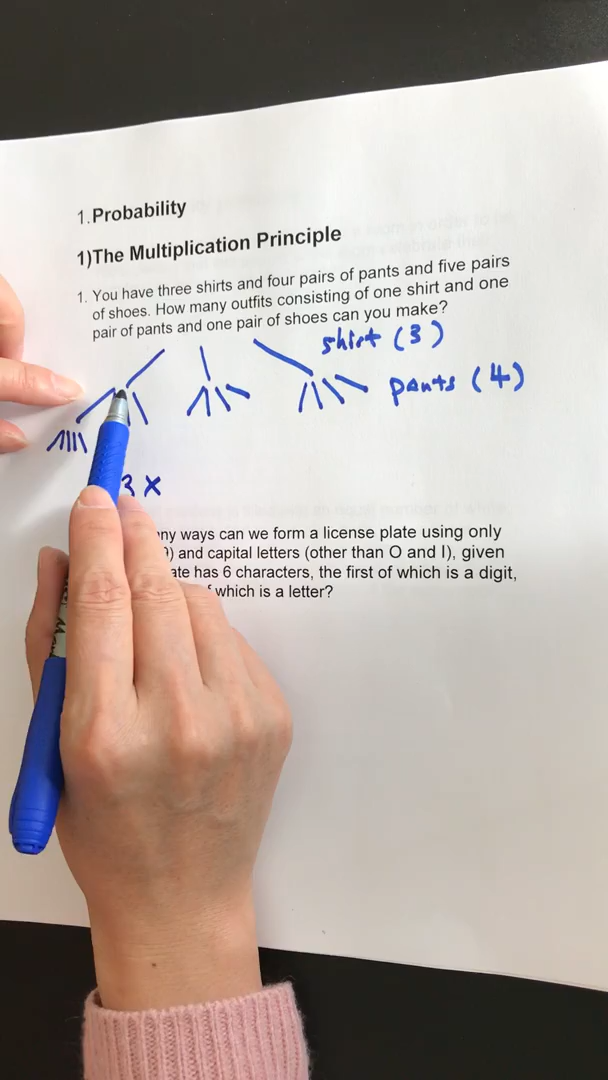 1.Probability
1)The Multiplication Principle
1. You have three shirts and four pairs of pants and five pairs
of shoes. How many outfits consisting of one shirt and one
pair of pants and one pair of shoes can you make?
shirt (3)
pants (4)
3 x
ways can we form a license plate using only
and capital letters (other than O and I), given
has 6 characters, the first of which is a digit,
which is a letter?